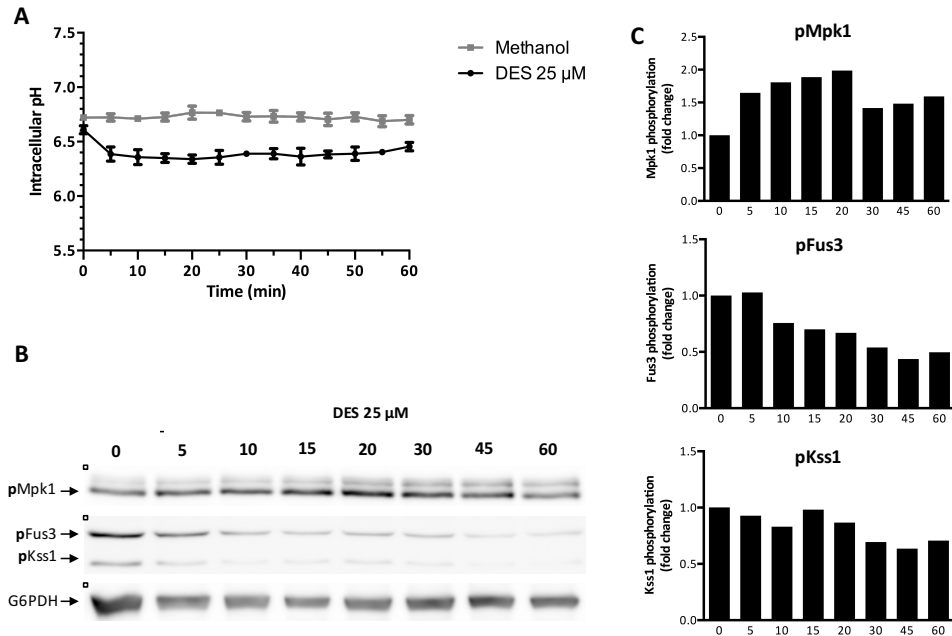 A
7.5
7.0
6.5
6.0
5.5
Intracellular pH
0 10 20 30 40 50 60
Time (min)
Methanol
DES 25 µM
B
DES 25 µM
0 5 10 15 20 30 45 60
pMpk1
pFus3
pKss1
G6PDH
C
pMpk1
Mpk1 phosphorylation
(fold change)
2.5
2.0
1.5
1.0
0.5
0.0
0 5 10 15 20 30 45 60
pFus3
Fus3 phosphorylation
(fold change)
1.5
1.0
0.5
0.0
0 5 10 15 20 30 45 60
pKss1
Kss1 phosphorylation
(fold change)
1.5
1.0
0.5
0.0
0 5 10 15 20 30 45 60